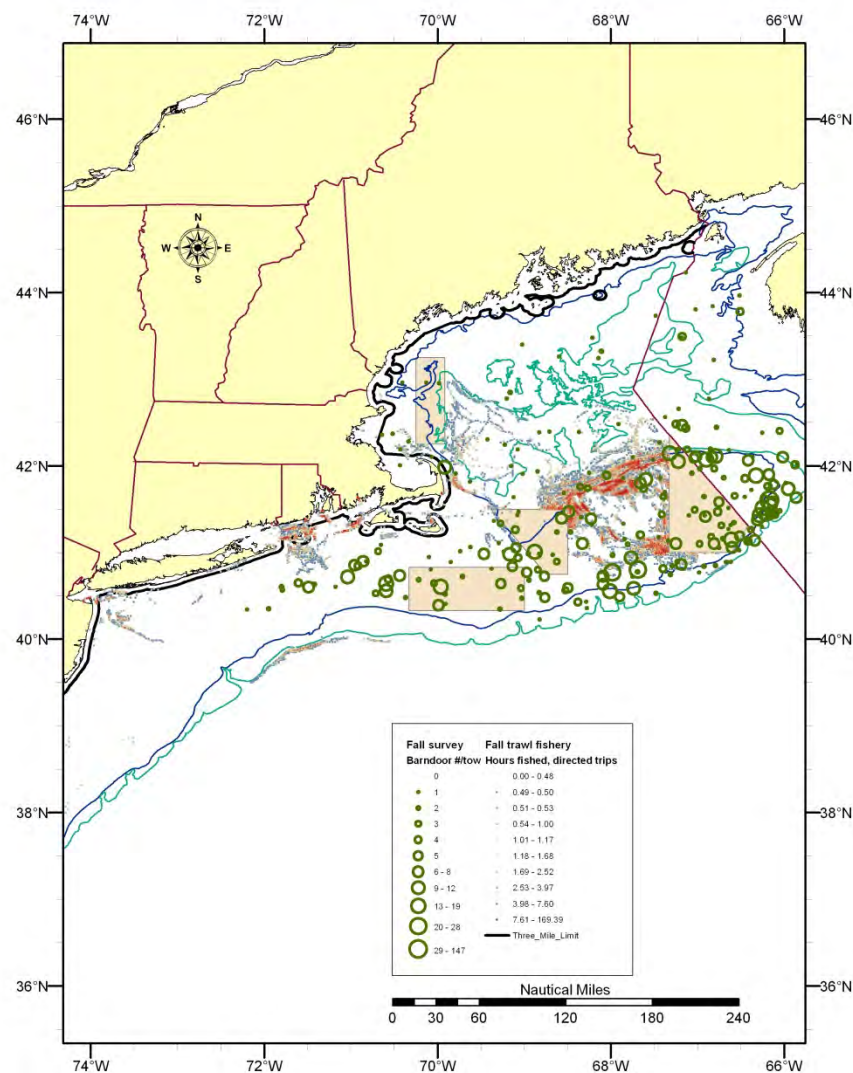 74°W 72°W 70°W 68°W 66°W
46°N 46°N
N
W E
S
44°N 44°N
42°N 42°N
40°N 40°N
38°N 38°N
36°N 36°N
Fall survey Fall trawl fishery
Barndoor #/tow Hours fished, directed trips
0 0.00 - 0.48
1 0.49 - 0.50
2 0.51 - 0.53
3 0.54 - 1.00
4 1.01 - 1.17
5 1.18 - 1.68
6 - 8 1.69 - 2.52
9 - 12 2.53 - 3.97
13 - 19 3.98 - 7.60
20 - 28 7.61 - 169.39
29 - 147 Three_Mile_Limit
Nautical Miles
0 30 60 120 180 240
74°W 72°W 70°W 68°W 66°W